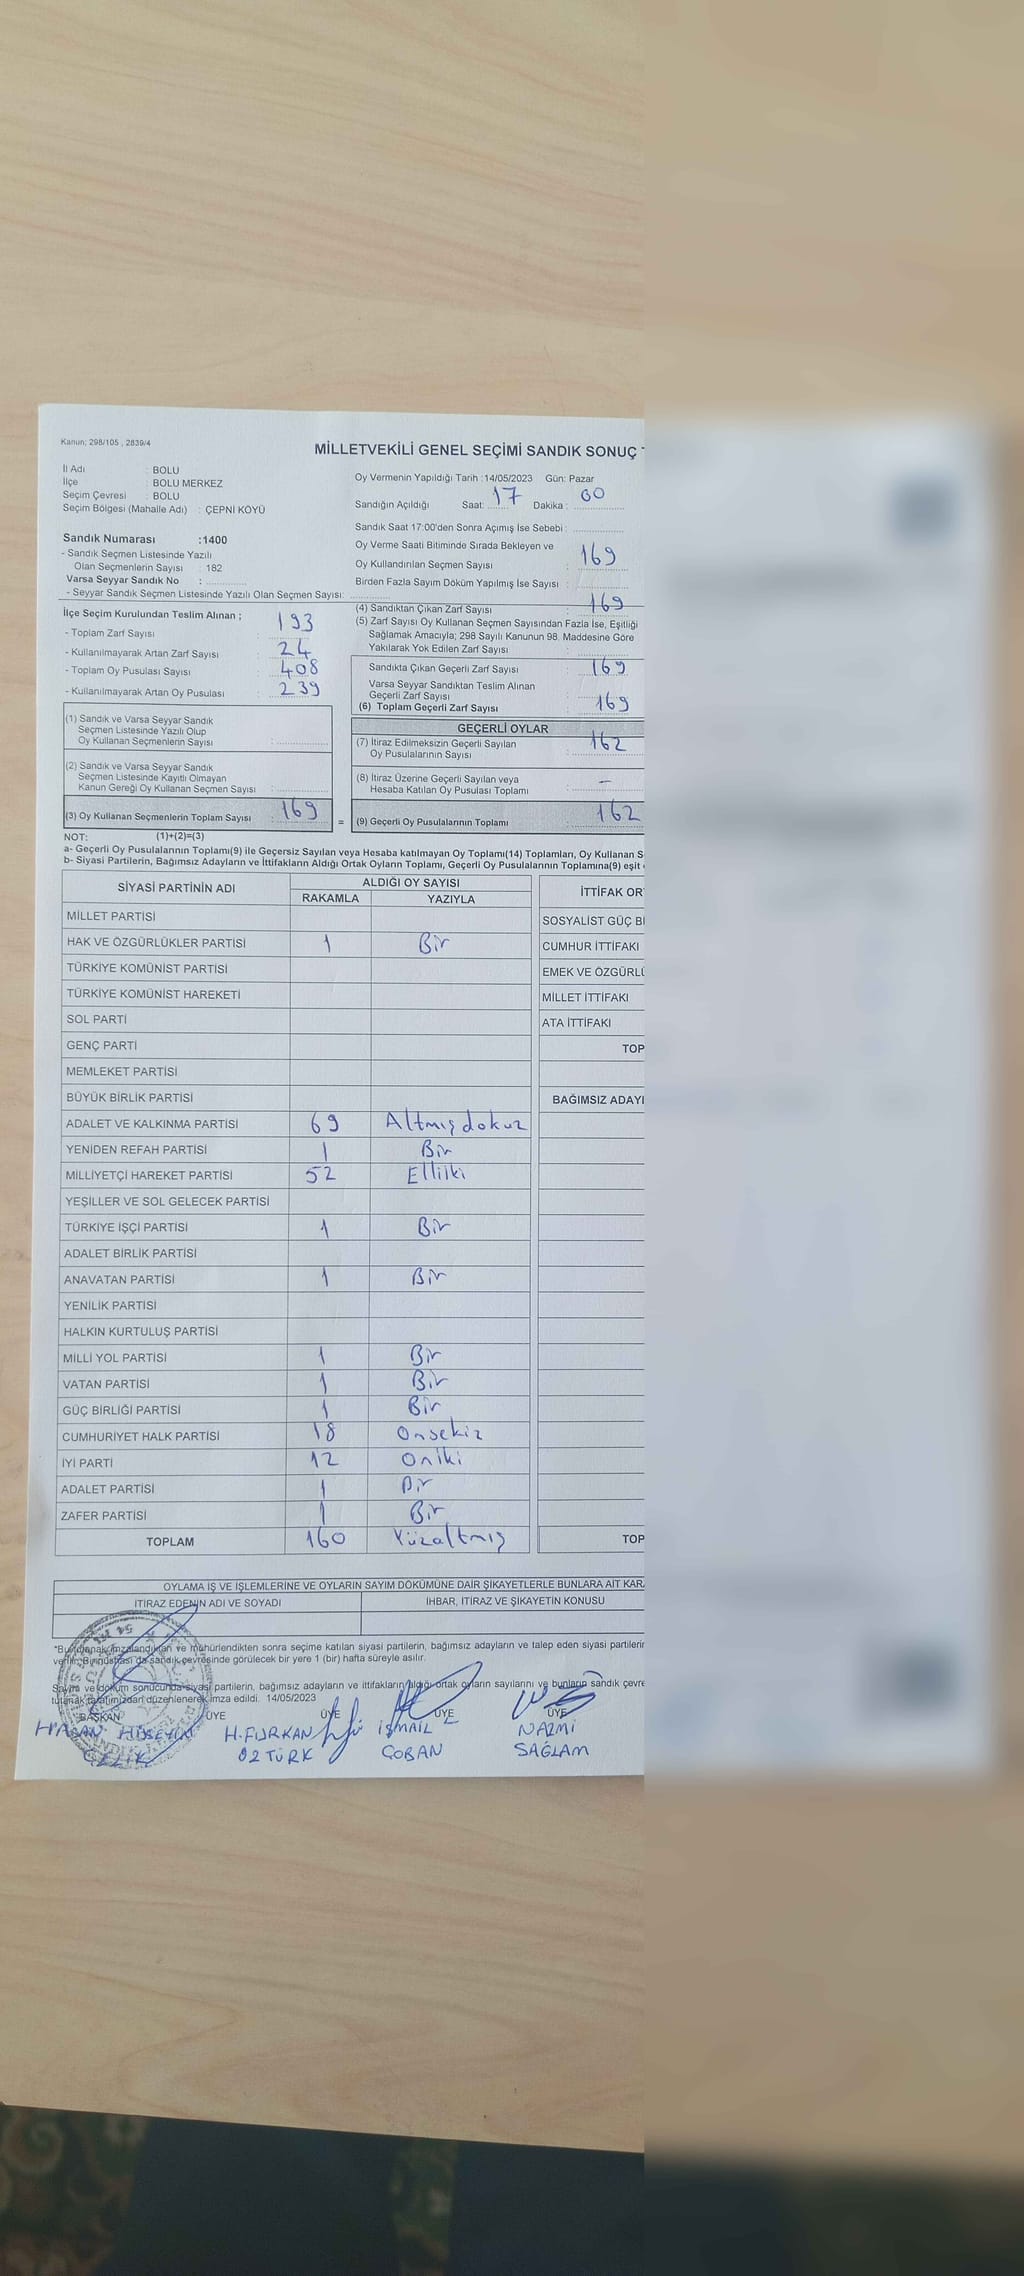 Kanun; 298/105 , 2839/4
MİLLETVEKİLİ GENEL SEÇİMİ SANDIK SONUÇ
İl Adı : BOLU
İlçe : BOLU MERKEZ
Seçim Çevresi : BOLU
Seçim Bölgesi (Mahalle Adı) : ÇEPNİ KÖYÜ
Sandık Numarası :1400
- Sandık Seçmen Listesinde Yazılı
Olan Seçmenlerin Sayısı : 182
Varsa Seyyar Sandık No :
- Seyyar Sandık Seçmen Listesinde Yazılı Olan Seçmen Sayısı:
Oy Vermenin Yapıldığı Tarih :14/05/2023 Gün: Pazar
Sandığın Açıldığı Saat: 17 Dakika : 00
Sandık Saat 17:00'den Sonra Açımış İse Sebebi :
Oy Verme Saati Bitiminde Sırada Bekleyen ve
Oy Kullandırılan Seçmen Sayısı : 169
Birden Fazla Sayım Döküm Yapılmış İse Sayısı :
İlçe Seçim Kurulundan Teslim Alınan ;
- Toplam Zarf Sayısı : 193
- Kullanılmayarak Artan Zarf Sayısı : 24
- Toplam Oy Pusulası Sayısı : 408
- Kullanılmayarak Artan Oy Pusulası : 239
(4) Sandıktan Çıkan Zarf Sayısı : 169
(5) Zarf Sayısı Oy Kullanan Seçmen Sayısından Fazla İse, Eşitliği
Sağlamak Amacıyla; 298 Sayılı Kanunun 98. Maddesine Göre
Yakılarak Yok Edilen Zarf Sayısı :
Sandıkta Çıkan Geçerli Zarf Sayısı : 169
Varsa Seyyar Sandıktan Teslim Alınan
Geçerli Zarf Sayısı :
(6) Toplam Geçerli Zarf Sayısı : 169
(1) Sandık ve Varsa Seyyar Sandık
Seçmen Listesinde Yazılı Olup
Oy Kullanan Seçmenlerin Sayısı :
(2) Sandık ve Varsa Seyyar Sandık
Seçmen Listesinde Kayıtlı Olmayan
Kanun Gereği Oy Kullanan Seçmen Sayısı :
(3) Oy Kullanan Seçmenlerin Toplam Sayısı : 169
=
GEÇERLİ OYLAR
(7) İtiraz Edilmeksizin Geçerli Sayılan
Oy Pusulalarının Sayısı : 162
(8) İtiraz Üzerine Geçerli Sayılan veya
Hesaba Katılan Oy Pusulası Toplamı : -
(9) Geçerli Oy Pusulalarının Toplamı : 162
NOT: (1)+(2)=(3)
a- Geçerli Oy Pusulalarının Toplamı(9) ile Geçersiz Sayılan veya Hesaba katılmayan Oy Toplamı(14) Toplamları, Oy Kullanan S
b- Siyasi Partilerin, Bağımsız Adayların ve İttifakların Aldığı Ortak Oyların Toplamı, Geçerli Oy Pusulalarının Toplamına(9) eşit
SİYASİ PARTİNİN ADI ALDIĞI OY SAYISI
RAKAMLA YAZIYLA
MİLLET PARTİSİ
HAK VE ÖZGÜRLÜKLER PARTİSİ 1 Bir
TÜRKİYE KOMÜNİST PARTİSİ
TÜRKİYE KOMÜNİST HAREKETİ
SOL PARTİ
GENÇ PARTİ
MEMLEKET PARTİSİ
BÜYÜK BİRLİK PARTİSİ
ADALET VE KALKINMA PARTİSİ 69 Altmışdokuz
YENİDEN REFAH PARTİSİ 1 Bir
MİLLİYETÇİ HAREKET PARTİSİ 52 Elliiki
YEŞİLLER VE SOL GELECEK PARTİSİ
TÜRKİYE İŞÇİ PARTİSİ 1 Bir
ADALET BİRLİK PARTİSİ
ANAVATAN PARTİSİ 1 Bir
YENİLİK PARTİSİ
HALKIN KURTULUŞ PARTİSİ
MİLLİ YOL PARTİSİ 1 Bir
VATAN PARTİSİ 1 Bir
GÜÇ BİRLİĞİ PARTİSİ 1 Bir
CUMHURİYET HALK PARTİSİ 18 Onsekiz
İYİ PARTİ 12 Oniki
ADALET PARTİSİ 1 Bir
ZAFER PARTİSİ 1 Bir
TOPLAM 160 Yüzaltmış
İTTİFAK OR
SOSYALİST GÜÇ Bİ
CUMHUR İTTİFAKI
EMEK VE ÖZGÜRLÜ
MİLLET İTTİFAKI
ATA İTTİFAKI
TOP
BAĞIMSIZ ADAYI
TOP
OYLAMA İŞ VE İŞLEMLERİNE VE OYLARIN SAYIM DÖKÜMÜNE DAİR ŞİKAYETLERLE BUNLARA AİT KAR
İTİRAZ EDENİN ADI VE SOYADI İHBAR, İTİRAZ VE ŞİKAYETİN KONUSU
*Bu tutanak imzalandıktan ve mühürlendikten sonra seçime katılan siyasi partilerin, bağımsız adayların ve talep eden siyasi partilerin
verilir. Bir nüshası da sandık çevresinde görülecek bir yere 1 (bir) hafta süreyle asılır.
Sayım ve döküm sonucunda siyasi partilerin, bağımsız adayların ve ittifakların aldığı ortak oyların sayılarını ve bunların sandık çevre
tutanak tarafımızdan düzenlenerek imza edildi. 14/05/2023
BAŞKAN ÜYE ÜYE ÜYE ÜYE
HASAN HÜSEYİN H. FURKAN İSMAİL NAZMİ
ÇELİK ÖZTÜRK ÇOBAN SAĞLAM